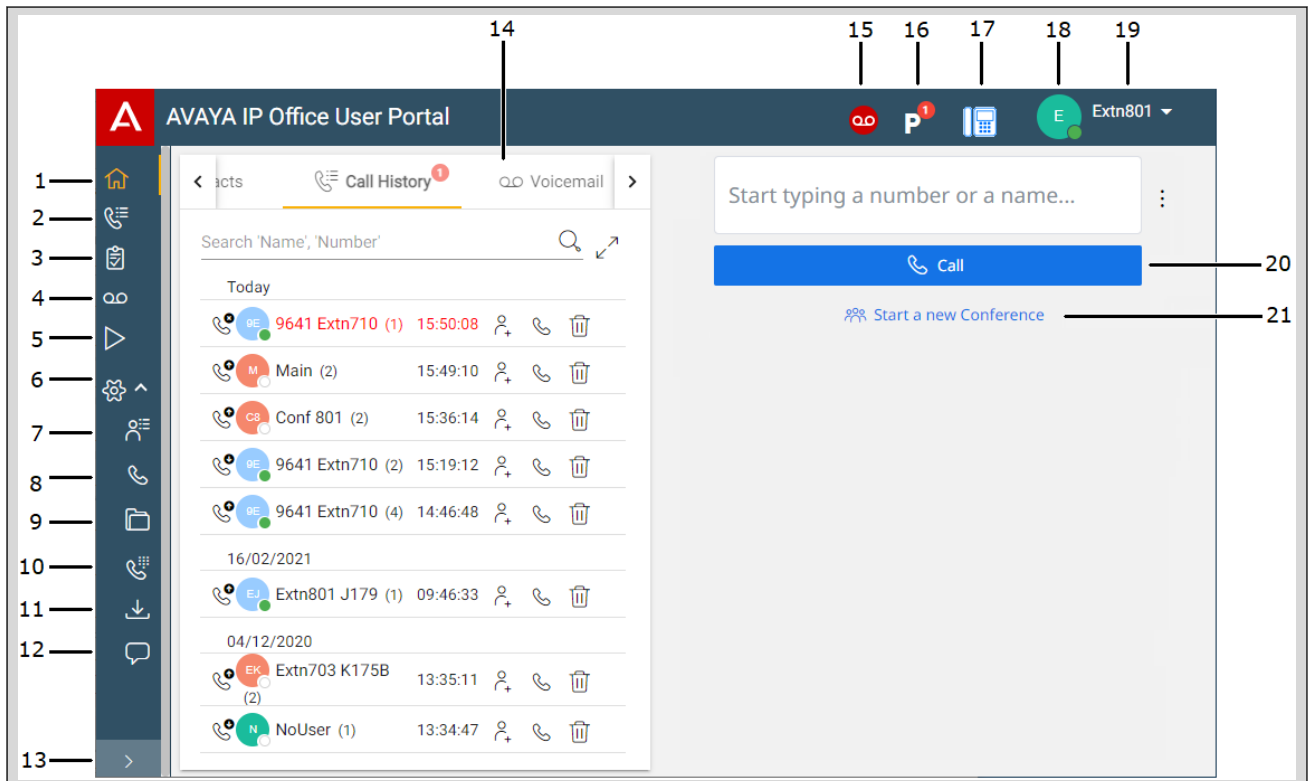 14 15 16 17 18 19
AVAYA IP Office User Portal
P 1
E
Extn801
1
2
3
4
5
6
7
8
9
10
11
12
13
acts
Call History 1
Voicemail
Search 'Name', 'Number'
Today
9E 9641 Extn710 (1) 15:50:08
M Main (2) 15:49:10
C8 Conf 801 (2) 15:36:14
9E 9641 Extn710 (2) 15:19:12
9E 9641 Extn710 (4) 14:46:48
16/02/2021
EJ Extn801 J179 (1) 09:46:33
04/12/2020
EK Extn703 K175B 13:35:11
(2)
N NoUser (1) 13:34:47
Start typing a number or a name...
Call
20
Start a new Conference
21